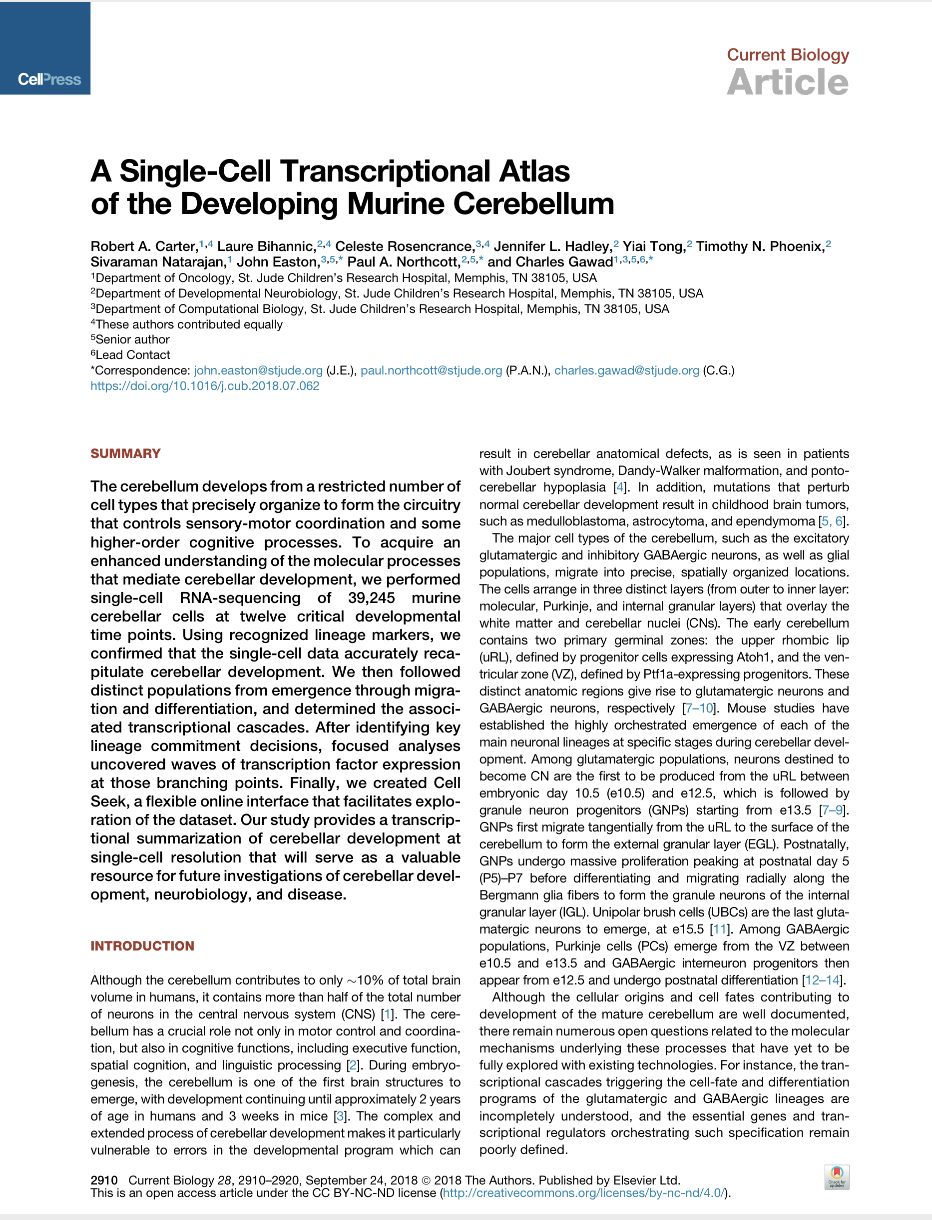 CellPress
Current Biology
Article
A Single-Cell Transcriptional Atlas
of the Developing Murine Cerebellum
Robert A. Carter,1,4 Laure Bihannic,2,4 Celeste Rosencrance,3,4 Jennifer L. Hadley,2 Yiai Tong,2 Timothy N. Phoenix,2
Sivaraman Natarajan,1 John Easton,3,5,* Paul A. Northcott,2,5,* and Charles Gawad1,3,5,6,*
1Department of Oncology, St. Jude Children's Research Hospital, Memphis, TN 38105, USA
2Department of Developmental Neurobiology, St. Jude Children's Research Hospital, Memphis, TN 38105, USA
3Department of Computational Biology, St. Jude Children's Research Hospital, Memphis, TN 38105, USA
4These authors contributed equally
5Senior author
6Lead Contact
*Correspondence: john.easton@stjude.org (J.E.), paul.northcott@stjude.org (P.A.N.), charles.gawad@stjude.org (C.G.)
https://doi.org/10.1016/j.cub.2018.07.062
SUMMARY
The cerebellum develops from a restricted number of
cell types that precisely organize to form the circuitry
that controls sensory-motor coordination and some
higher-order cognitive processes. To acquire an
enhanced understanding of the molecular processes
that mediate cerebellar development, we performed
single-cell RNA-sequencing of 39,245 murine
cerebellar cells at twelve critical developmental
time points. Using recognized lineage markers, we
confirmed that the single-cell data accurately reca-
pitulate cerebellar development. We then followed
distinct populations from emergence through migra-
tion and differentiation, and determined the associ-
ated transcriptional cascades. After identifying key
lineage commitment decisions, focused analyses
uncovered waves of transcription factor expression
at those branching points. Finally, we created Cell
Seek, a flexible online interface that facilitates explo-
ration of the dataset. Our study provides a transcrip-
tional summarization of cerebellar development at
single-cell resolution that will serve as a valuable
resource for future investigations of cerebellar devel-
opment, neurobiology, and disease.
INTRODUCTION
Although the cerebellum contributes to only ~10% of total brain
volume in humans, it contains more than half of the total number
of neurons in the central nervous system (CNS) [1]. The cere-
bellum has a crucial role not only in motor control and coordina-
tion, but also in cognitive functions, including executive function,
spatial cognition, and linguistic processing [2]. During embryo-
genesis, the cerebellum is one of the first brain structures to
emerge, with development continuing until approximately 2 years
of age in humans and 3 weeks in mice [3]. The complex and
extended process of cerebellar development makes it particularly
vulnerable to errors in the developmental program which can
result in cerebellar anatomical defects, as is seen in patients
with Joubert syndrome, Dandy-Walker malformation, and ponto-
cerebellar hypoplasia [4]. In addition, mutations that perturb
normal cerebellar development result in childhood brain tumors,
such as medulloblastoma, astrocytoma, and ependymoma [5, 6].
The major cell types of the cerebellum, such as the excitatory
glutamatergic and inhibitory GABAergic neurons, as well as glial
populations, migrate into precise, spatially organized locations.
The cells arrange in three distinct layers (from outer to inner layer:
molecular, Purkinje, and internal granular layers) that overlay the
white matter and cerebellar nuclei (CNs). The early cerebellum
contains two primary germinal zones: the upper rhombic lip
(uRL), defined by progenitor cells expressing Atoh1, and the ven-
tricular zone (VZ), defined by Ptf1a-expressing progenitors. These
distinct anatomic regions give rise to glutamatergic neurons and
GABAergic neurons, respectively [7–10]. Mouse studies have
established the highly orchestrated emergence of each of the
main neuronal lineages at specific stages during cerebellar devel-
opment. Among glutamatergic populations, neurons destined to
become CN are the first to be produced from the uRL between
embryonic day 10.5 (e10.5) and e12.5, which is followed by
granule neuron progenitors (GNPs) starting from e13.5 [7–9].
GNPs first migrate tangentially from the uRL to the surface of the
cerebellum to form the external granular layer (EGL). Postnatally,
GNPs undergo massive proliferation peaking at postnatal day 5
(P5)–P7 before differentiating and migrating radially along the
Bergmann glia fibers to form the granule neurons of the internal
granular layer (IGL). Unipolar brush cells (UBCs) are the last gluta-
matergic neurons to emerge, at e15.5 [11]. Among GABAergic
populations, Purkinje cells (PCs) emerge from the VZ between
e10.5 and e13.5 and GABAergic interneuron progenitors then
appear from e12.5 and undergo postnatal differentiation [12–14].
Although the cellular origins and cell fates contributing to
development of the mature cerebellum are well documented,
there remain numerous open questions related to the molecular
mechanisms underlying these processes that have yet to be
fully explored with existing technologies. For instance, the tran-
scriptional cascades triggering the cell-fate and differentiation
programs of the glutamatergic and GABAergic lineages are
incompletely understood, and the essential genes and tran-
scriptional regulators orchestrating such specification remain
poorly defined.
2910 Current Biology 28, 2910–2920, September 24, 2018 © 2018 The Authors. Published by Elsevier Ltd.
This is an open access article under the CC BY-NC-ND license (http://creativecommons.org/licenses/by-nc-nd/4.0/).
Check for
updates